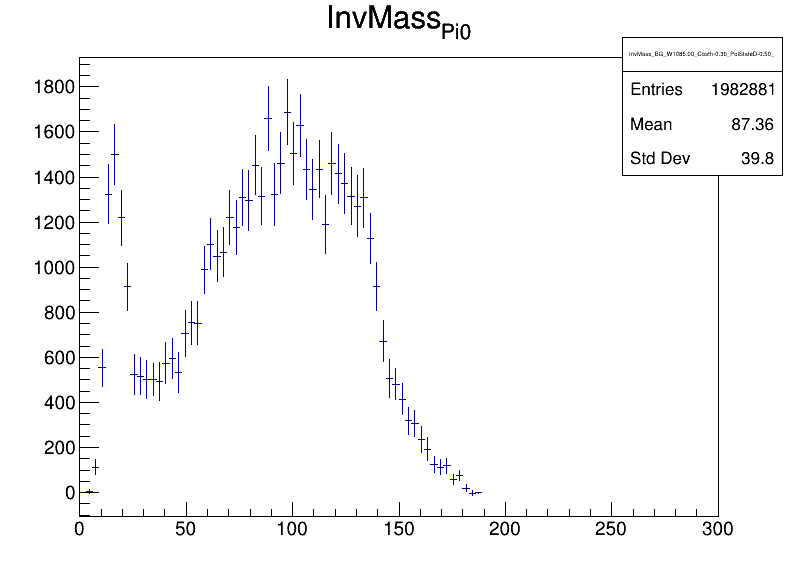 InvMass_Pi0
InvMass_BG_W1085.00_Costh-0.30_PolStateD-0.50_
Entries 1982881
Mean 87.36
Std Dev 39.8
1800
1600
1400
1200
1000
800
600
400
200
0
0 50 100 150 200 250 300